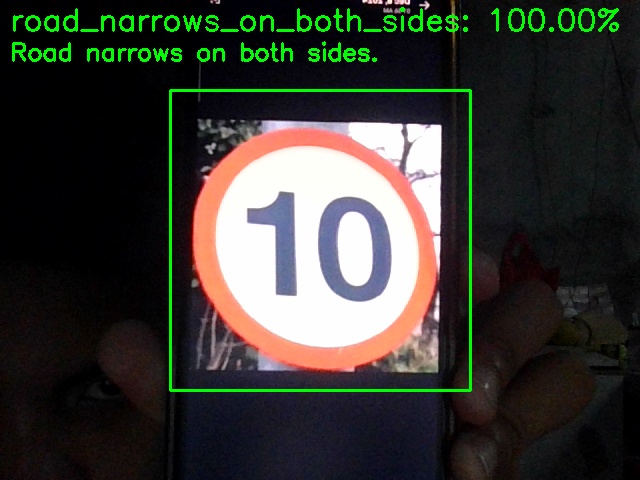 road_narrows_on_both_sides: 100.00%
Road narrows on both sides.
10